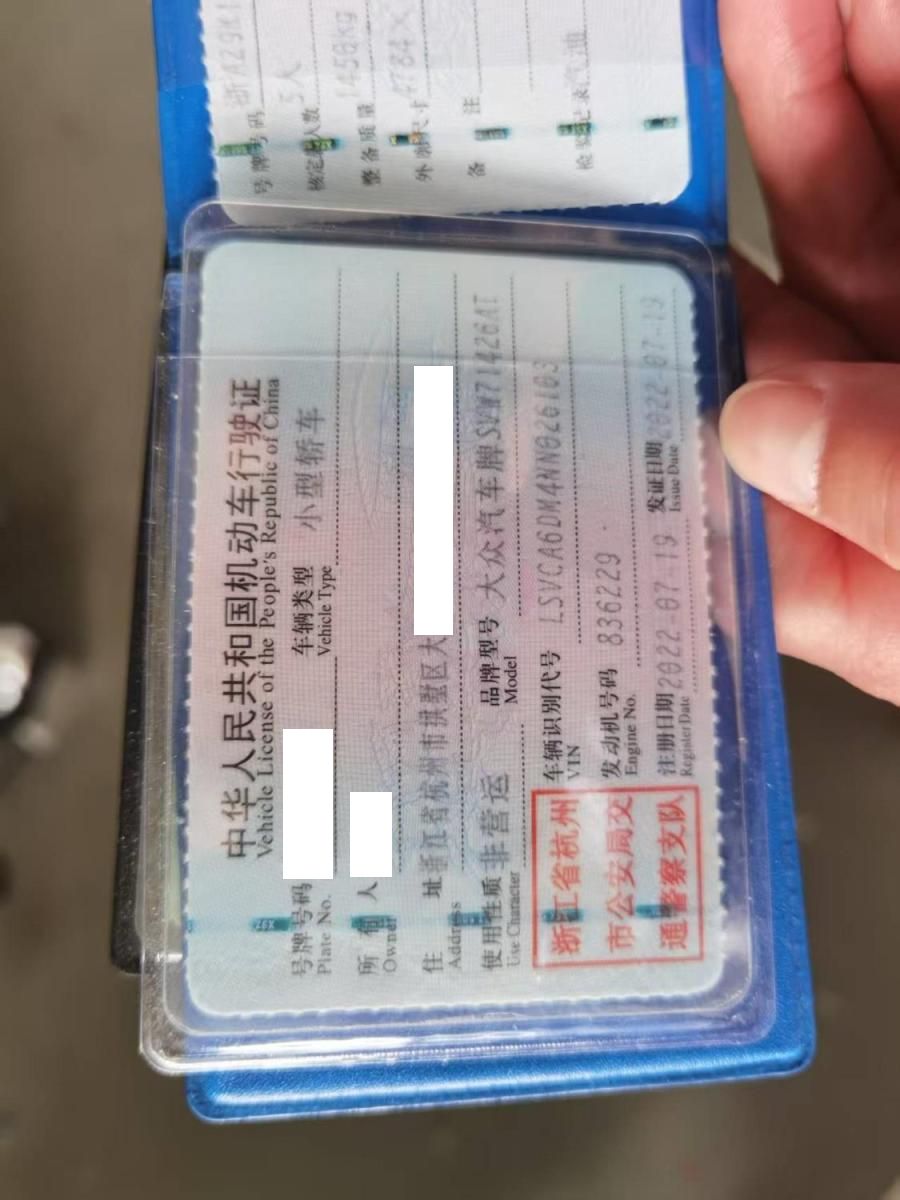 中华人民共和国机动车行驶证
Vehicle License of the People's Republic of China
号牌号码 车辆类型 小型轿车
Plate No. Vehicle Type
所有人
Owner
住址 浙江省杭州市拱墅区大
Address
使用性质 非营运 品牌型号 大众汽车牌SVW71426AT
Use Character Model
浙江省杭州
市公安局交
通警察支队
车辆识别代号 LSVCA6DM4NN026103
VIN
发动机号码 836229
Engine No.
注册日期 2022-07-19 发证日期 2022-07-19
Register Date Issue Date
号牌号码
核定载人数 5人
整备质量 1450kg
外廓尺寸 4784X
备注
检验记录